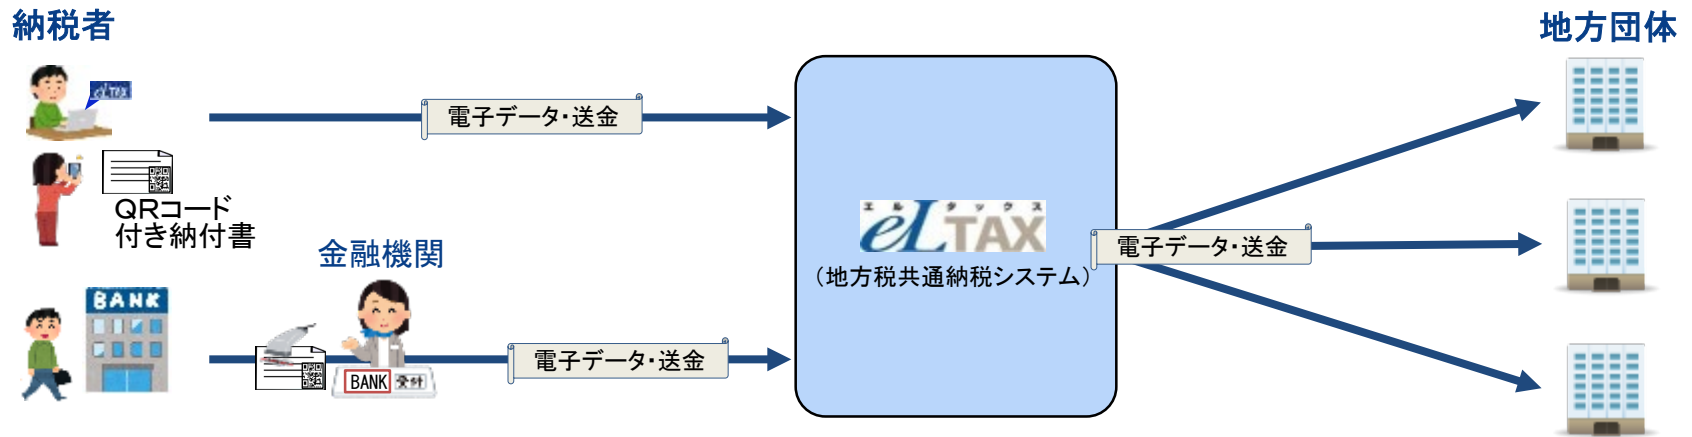 納税者
地方団体
eLTAX
電子データ・送金
QRコード
付き納付書
金融機関
エルタックス
eLTAX
(地方税共通納税システム)
電子データ・送金
BANK
電子データ・送金
BANK
受付